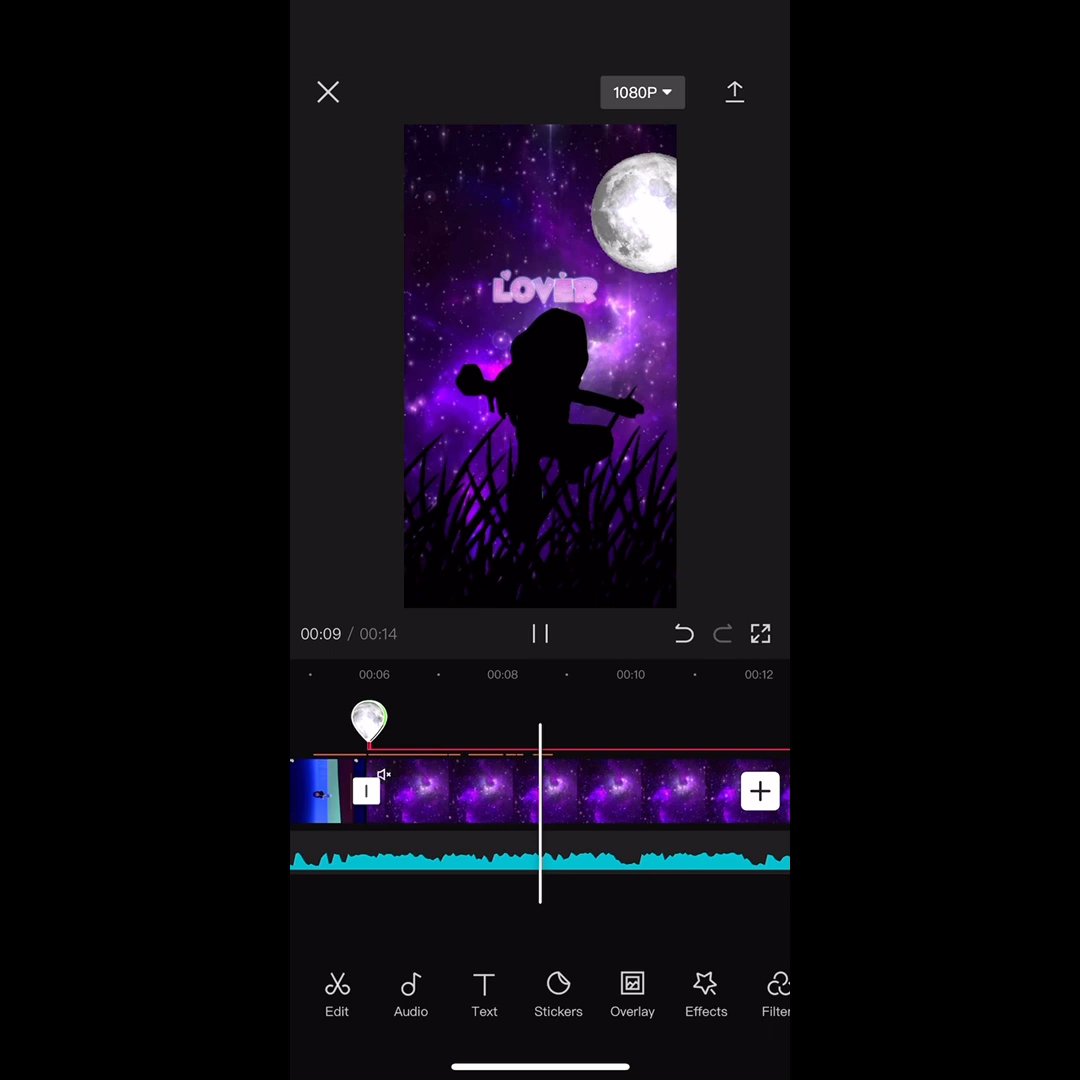 1080P
LOVER
00:09 / 00:14
00:06 00:08 00:10 00:12
Edit Audio Text Stickers Overlay Effects Filter